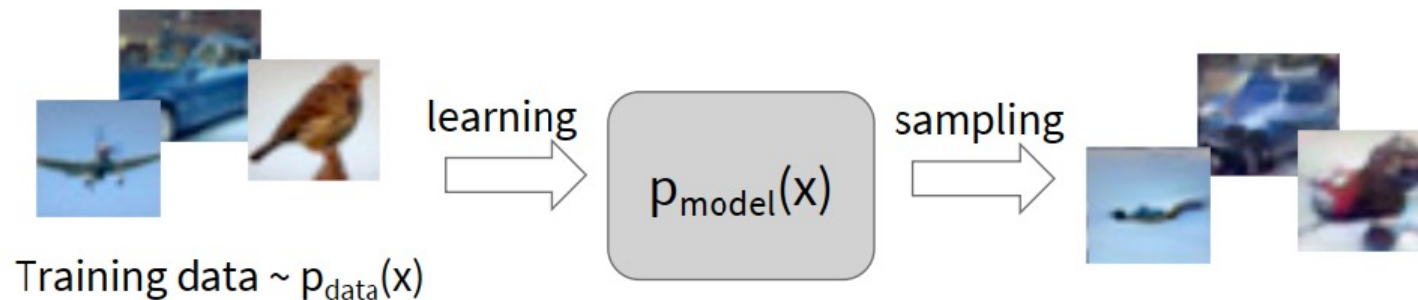 learning
sampling
p_model(x)
Training data ~ p_data(x)